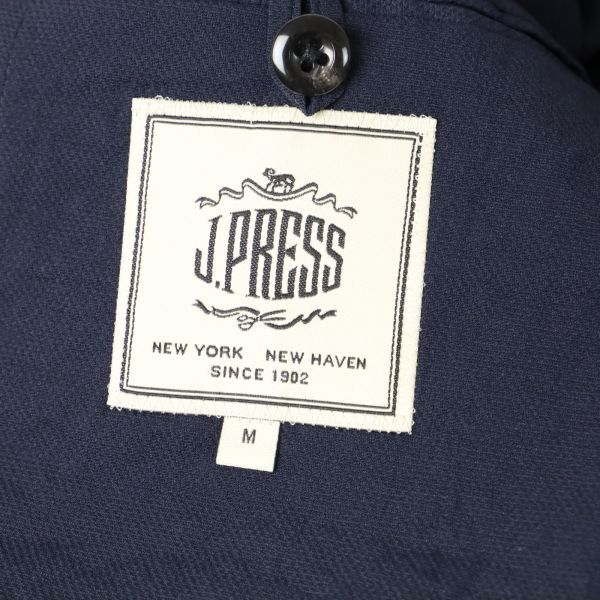 J.PRESS
NEW YORK NEW HAVEN
SINCE 1902
M